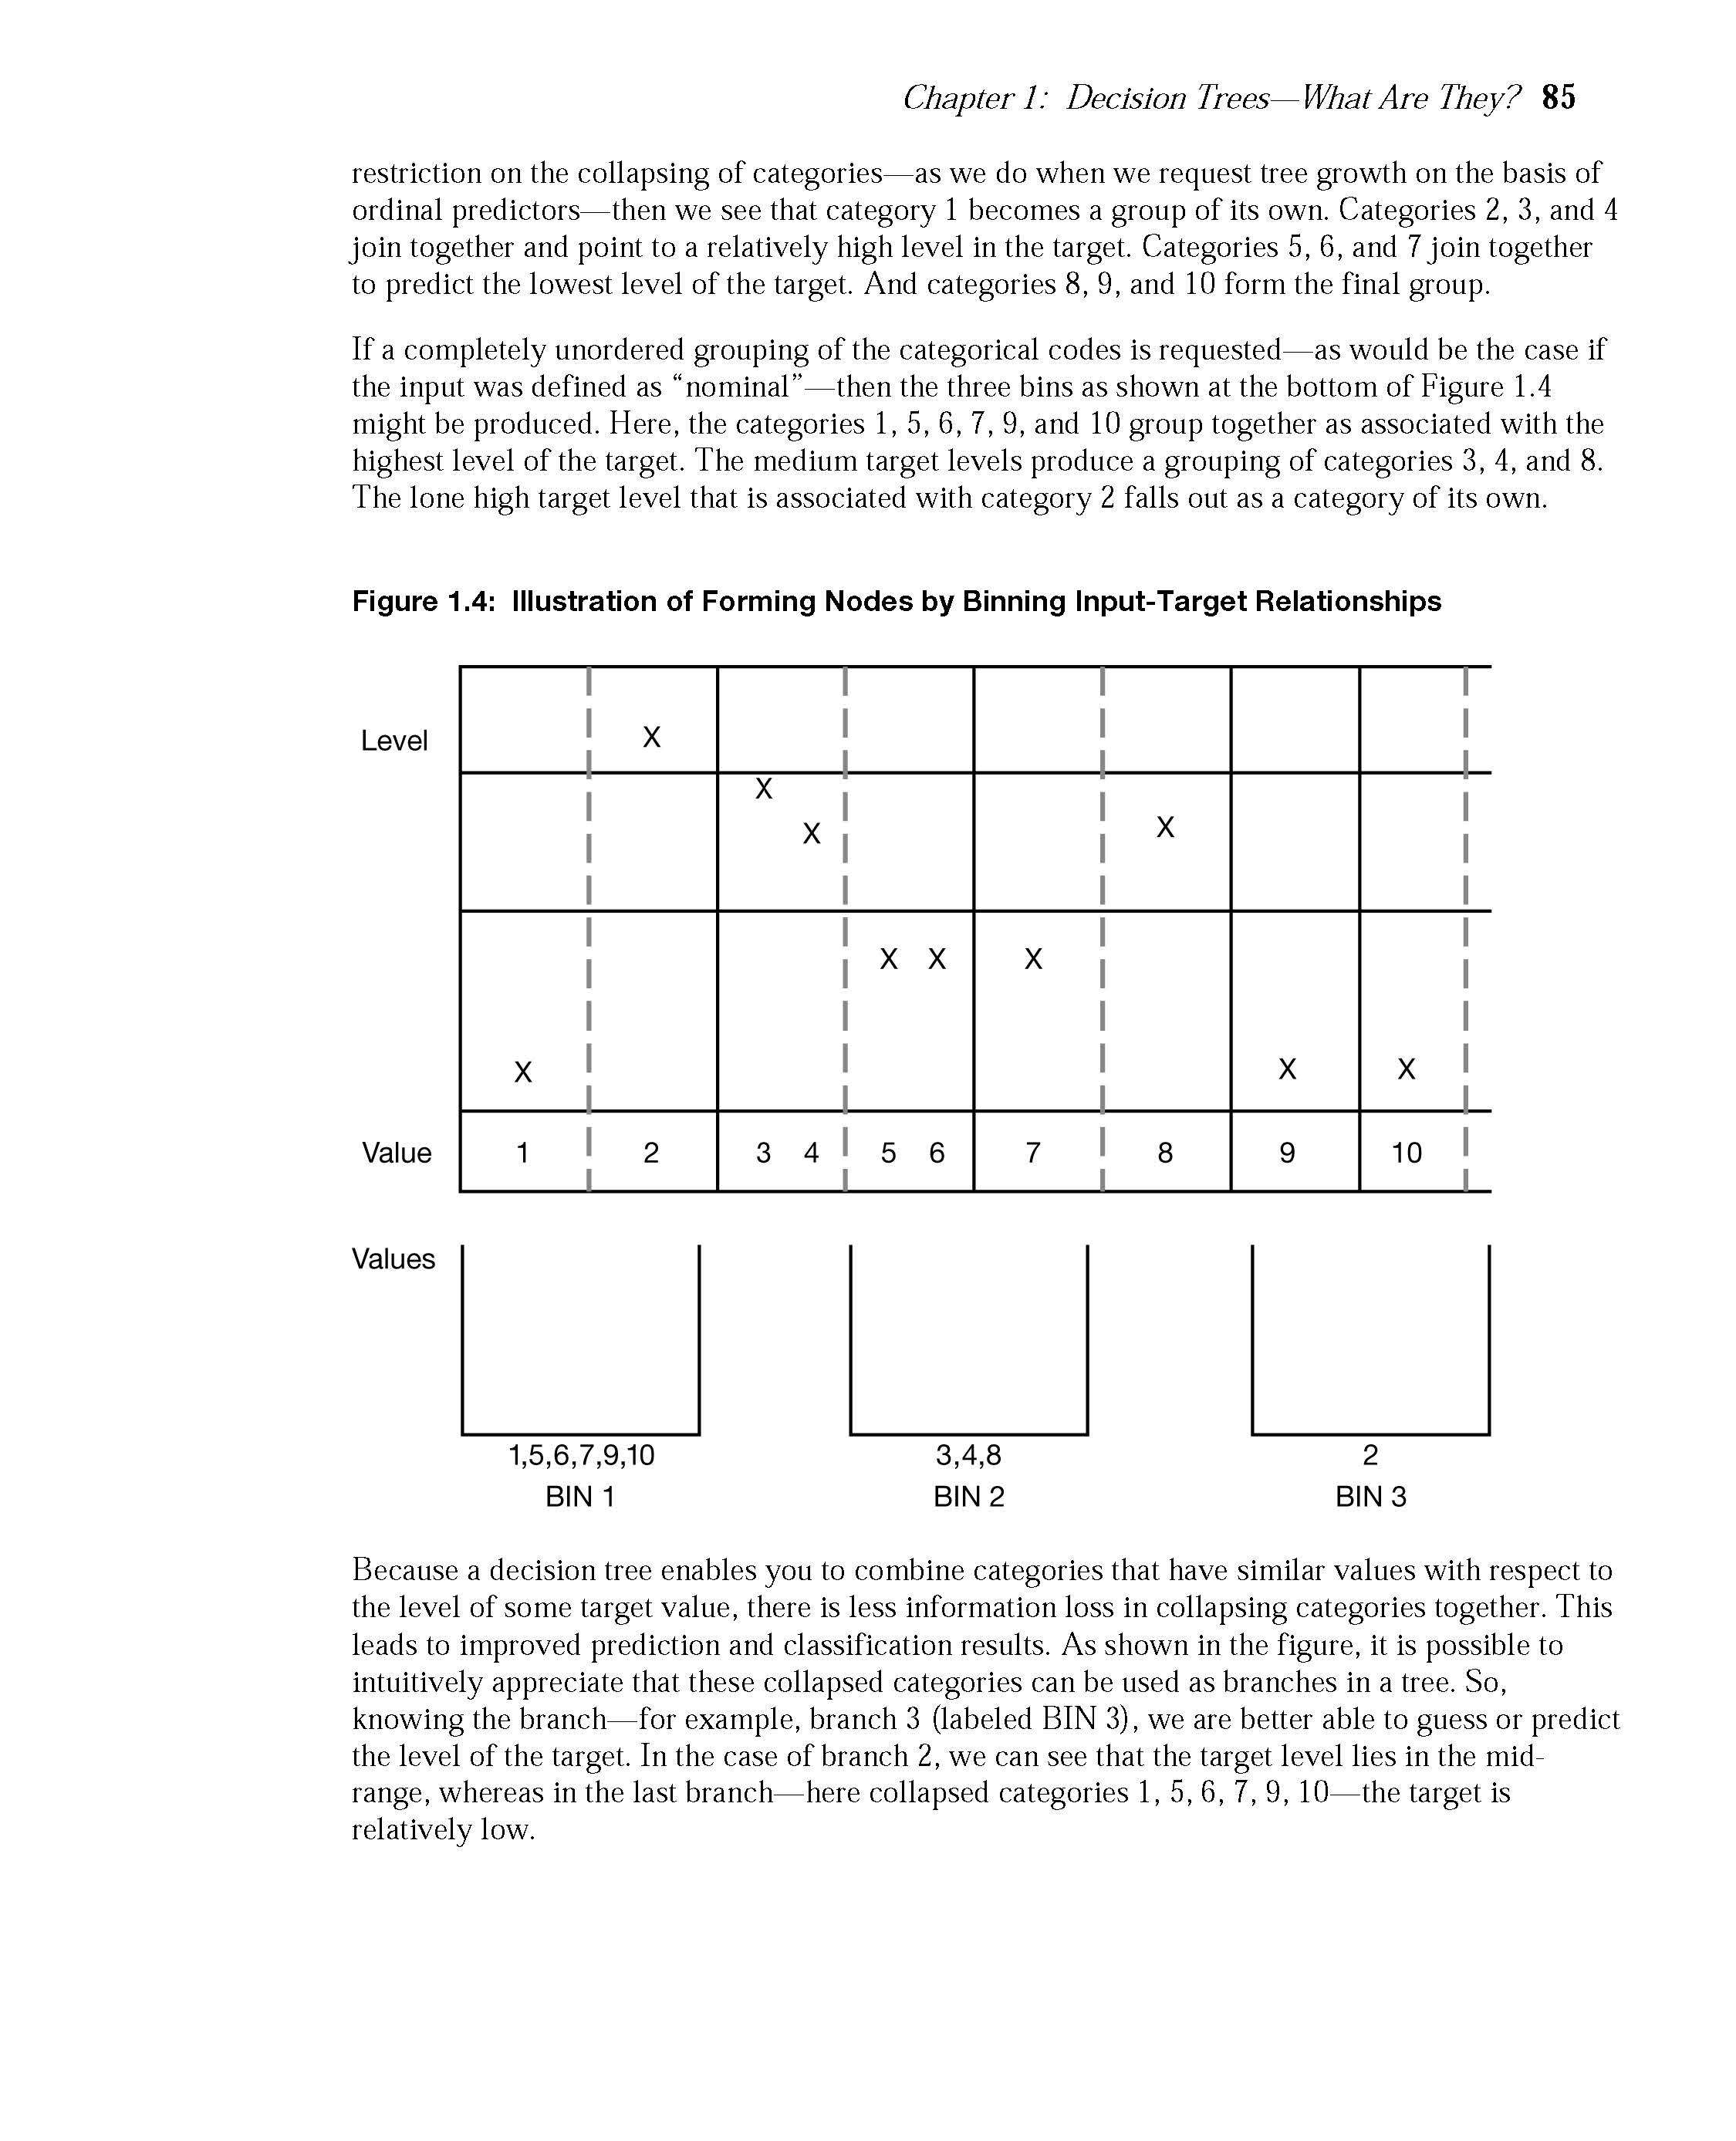 Chapter 1: Decision Trees—What Are They? 85
restriction on the collapsing of categories—as we do when we request tree growth on the basis of
ordinal predictors—then we see that category 1 becomes a group of its own. Categories 2, 3, and 4
join together and point to a relatively high level in the target. Categories 5, 6, and 7 join together
to predict the lowest level of the target. And categories 8, 9, and 10 form the final group.
If a completely unordered grouping of the categorical codes is requested—as would be the case if
the input was defined as “nominal”—then the three bins as shown at the bottom of Figure 1.4
might be produced. Here, the categories 1, 5, 6, 7, 9, and 10 group together as associated with the
highest level of the target. The medium target levels produce a grouping of categories 3, 4, and 8.
The lone high target level that is associated with category 2 falls out as a category of its own.
Figure 1.4: Illustration of Forming Nodes by Binning Input-Target Relationships
Level X
X
X X
X X X
X X X
Value 1 2 3 4 5 6 7 8 9 10
Values
1,5,6,7,9,10 3,4,8 2
BIN 1 BIN 2 BIN 3
Because a decision tree enables you to combine categories that have similar values with respect to
the level of some target value, there is less information loss in collapsing categories together. This
leads to improved prediction and classification results. As shown in the figure, it is possible to
intuitively appreciate that these collapsed categories can be used as branches in a tree. So,
knowing the branch—for example, branch 3 (labeled BIN 3), we are better able to guess or predict
the level of the target. In the case of branch 2, we can see that the target level lies in the mid-
range, whereas in the last branch—here collapsed categories 1, 5, 6, 7, 9, 10—the target is
relatively low.